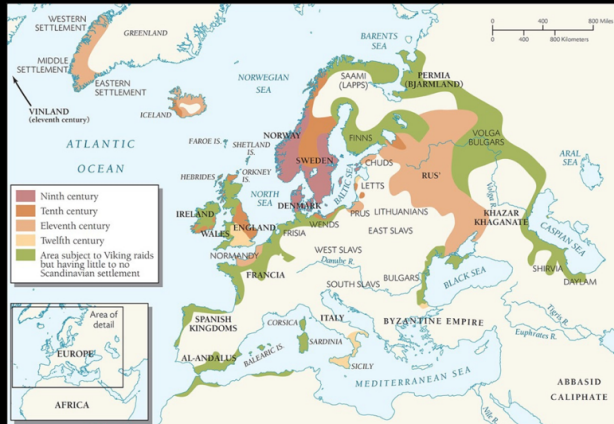 WESTERN
SETTLEMENT
GREENLAND
MIDDLE
SETTLEMENT
EASTERN
SETTLEMENT
VINLAND
(eleventh century)
ICELAND
NORWEGIAN
SEA
BARENTS
SEA
0 400 800 Miles
0 400 800 Kilometers
SAAMI
(LAPPS)
PERMIA
(BJARMLAND)
ATLANTIC
OCEAN
FAROE IS.
SHETLAND
IS.
ORKNEY
IS.
HEBRIDES
NORWAY
SWEDEN
FINNS
VOLGA
BULGARS
ARAL
SEA
NORTH
SEA
BALTIC SEA
CHUDS
RUS'
LETTS
DENMARK
IRELAND
WALES
ENGLAND
PRUS
LITHUANIANS
WENDS
FRISIA
EAST SLAVS
Volga R.
KHAZAR
KHAGANATE
CASPIAN SEA
NORMANDY
WEST SLAVS
FRANCIA
Danube R.
SOUTH SLAVS
BULGARS
BLACK SEA
SHIRVIA
DAYLAM
SPANISH
KINGDOMS
CORSICA
ITALY
BYZANTINE EMPIRE
Tigris R.
Euphrates R.
AL-ANDALUS
BALEARIC IS.
SARDINIA
SICILY
MEDITERRANEAN SEA
ABBASID
CALIPHATE
Nile R.
Ninth century
Tenth century
Eleventh century
Twelfth century
Area subject to Viking raids
but having little to no
Scandinavian settlement
Area of
detail
EUROPE
AFRICA